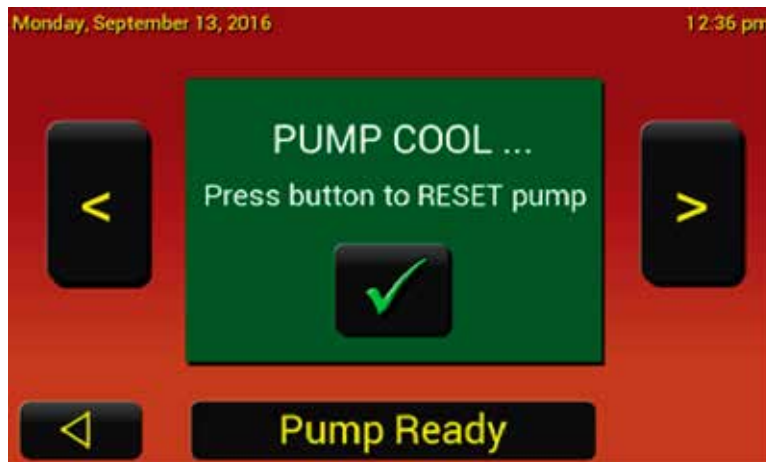 Monday, September 13, 2016
12:36 pm
PUMP COOL ...
Press button to RESET pump
<
>
Pump Ready